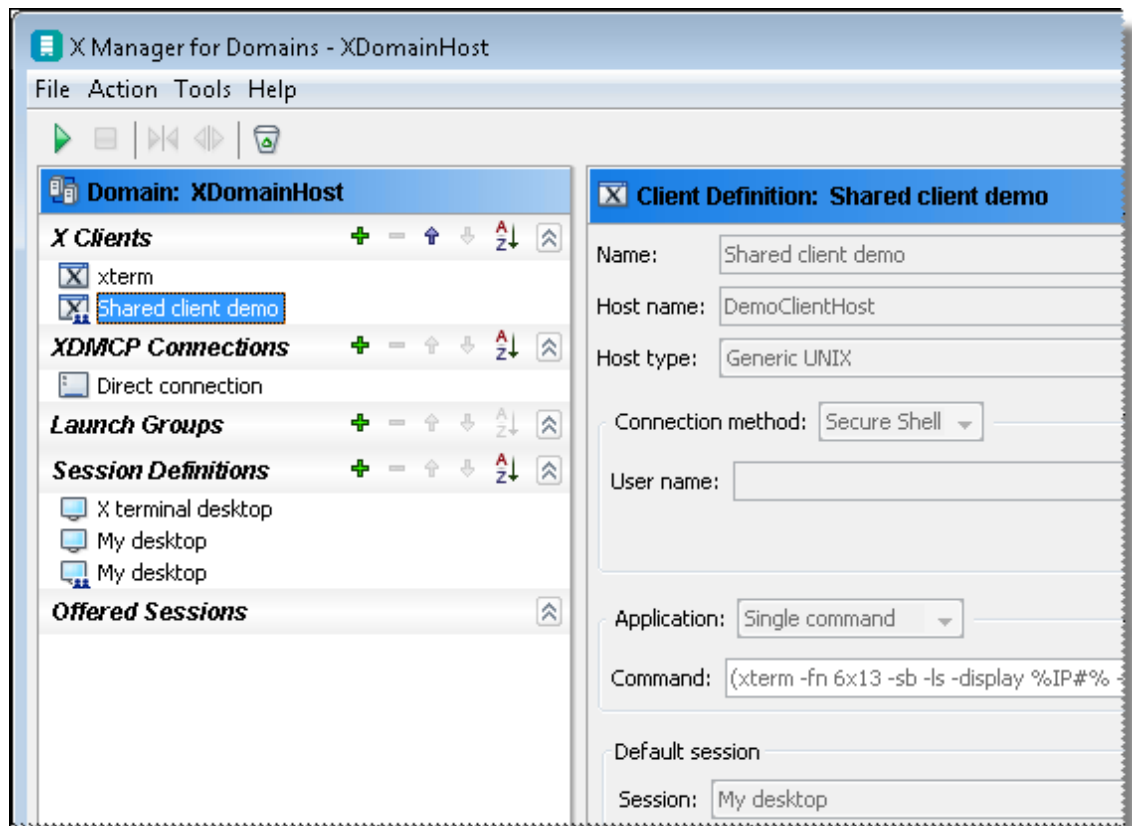 X Manager for Domains - XDomainHost
File Action Tools Help
Domain: XDomainHost
X Clients
xterm
Shared client demo
XDMCP Connections
Direct connection
Launch Groups
Session Definitions
X terminal desktop
My desktop
My desktop
Offered Sessions
Client Definition: Shared client demo
Name: Shared client demo
Host name: DemoClientHost
Host type: Generic UNIX
Connection method: Secure Shell
User name:
Application: Single command
Command: (xterm -fn 6x13 -sb -ls -display %IP#% -
Default session
Session: My desktop